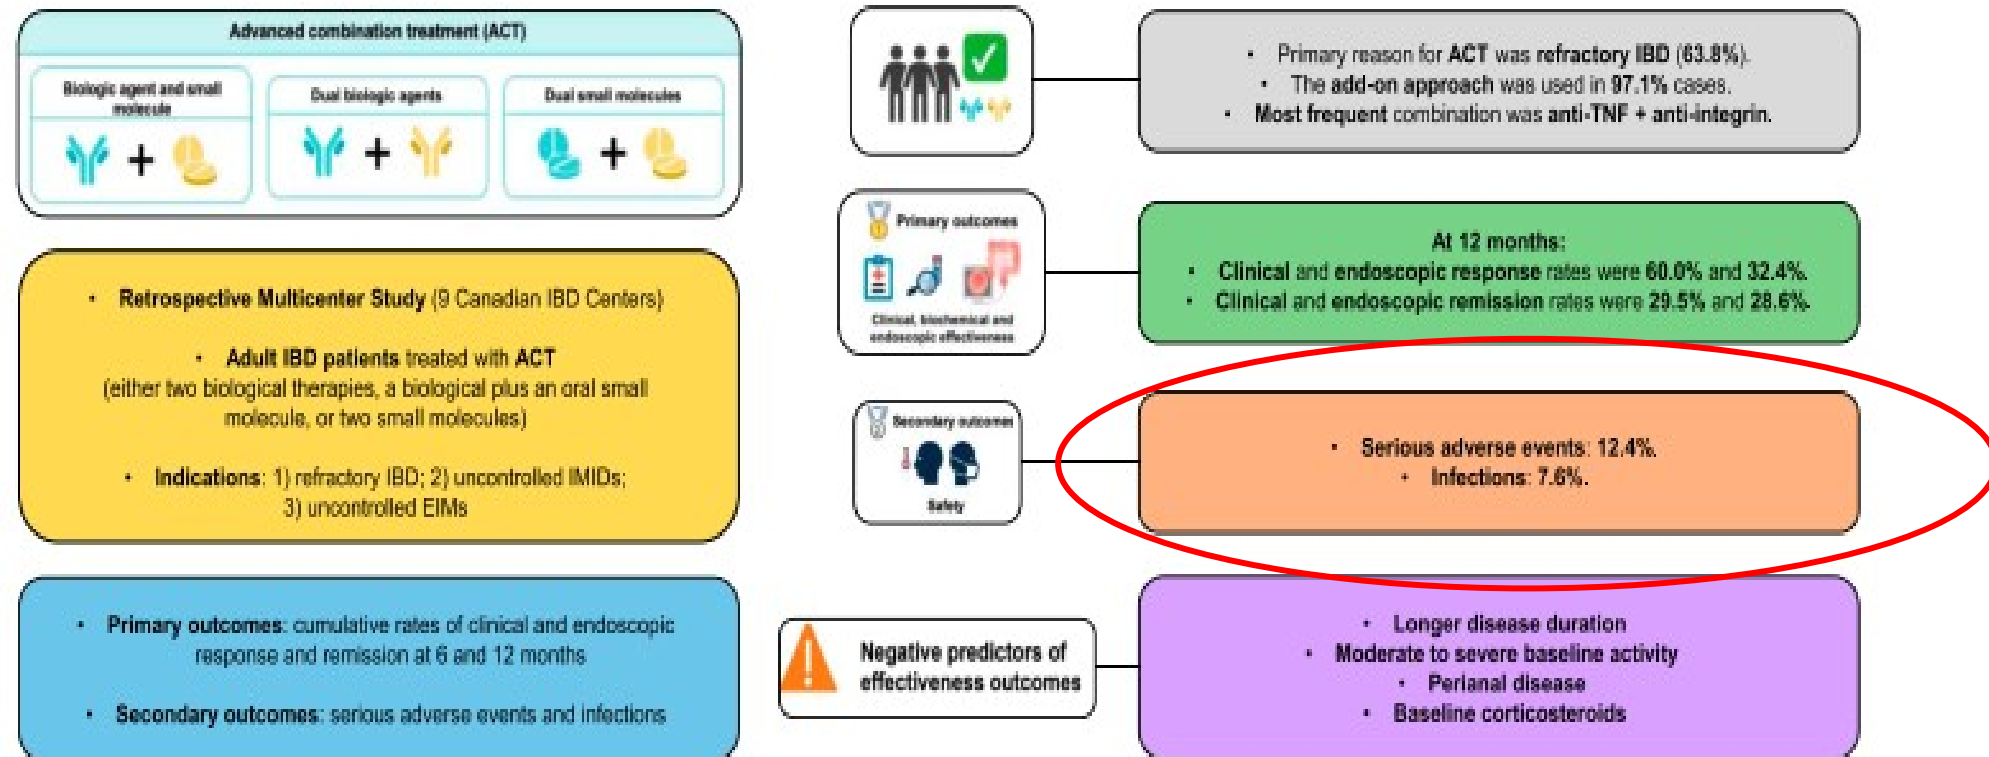 Advanced combination treatment (ACT)
Biologic agent and small
molecule
Dual biologic agents
Dual small molecules
• Retrospective Multicenter Study (9 Canadian IBD Centers)
• Adult IBD patients treated with ACT
(either two biological therapies, a biological plus an oral small
molecule, or two small molecules)
• Indications: 1) refractory IBD; 2) uncontrolled IMIDs;
3) uncontrolled EIMs
• Primary outcomes: cumulative rates of clinical and endoscopic
response and remission at 6 and 12 months
• Secondary outcomes: serious adverse events and infections
• Primary reason for ACT was refractory IBD (63.8%).
• The add-on approach was used in 97.1% cases.
• Most frequent combination was anti-TNF + anti-integrin.
Primary outcomes
Clinical, biochemical and
endoscopic effectiveness
At 12 months:
• Clinical and endoscopic response rates were 60.0% and 32.4%.
• Clinical and endoscopic remission rates were 29.5% and 28.6%.
Secondary outcomes
Safety
• Serious adverse events: 12.4%.
• Infections: 7.6%.
Negative predictors of
effectiveness outcomes
• Longer disease duration
• Moderate to severe baseline activity
• Perianal disease
• Baseline corticosteroids